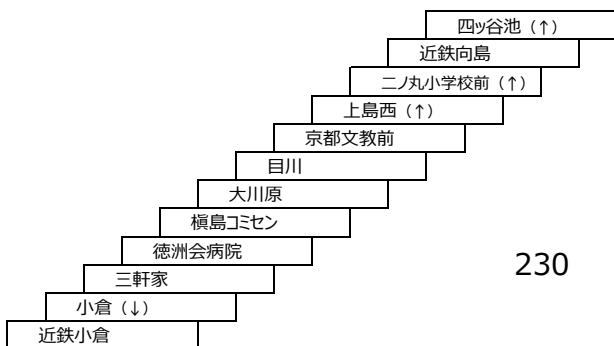 四ッ谷池（↑）
近鉄向島
二ノ丸小学校前（↑）
上島西（↑）
京都文教前
目川
大川原
槇島コミセン
徳洲会病院
三軒家
小倉（↓）
近鉄小倉
230